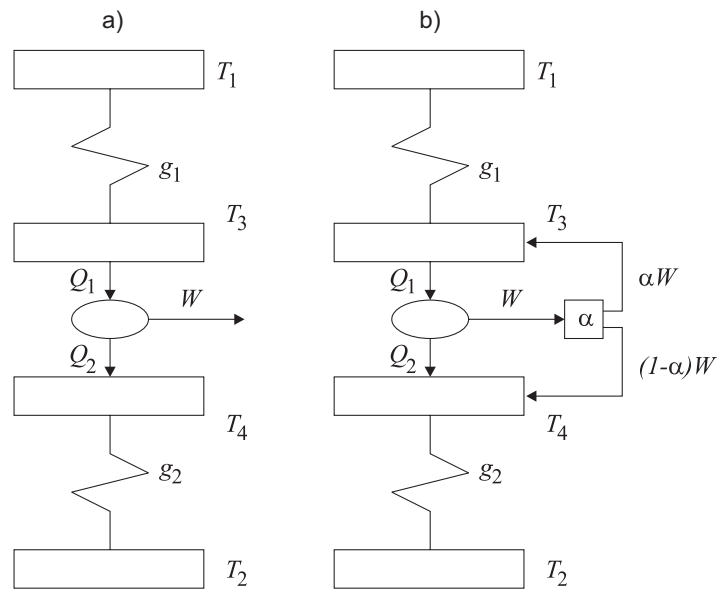 a)
T1
g1
T3
Q1
W
Q2
T4
g2
T2
b)
T1
g1
T3
Q1
W
α
αW
(1-α)W
Q2
T4
g2
T2